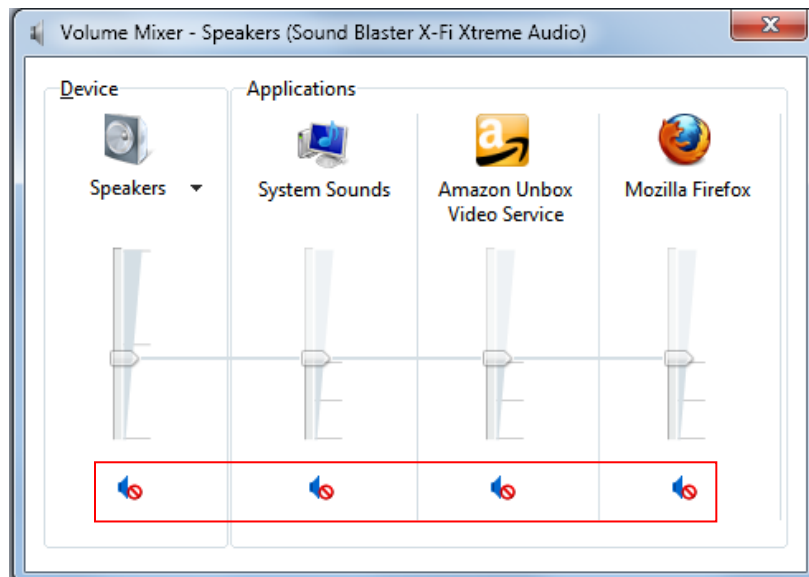 Volume Mixer - Speakers (Sound Blaster X-Fi Xtreme Audio)
Device
Applications
Speakers
System Sounds
Amazon Unbox
Video Service
Mozilla Firefox